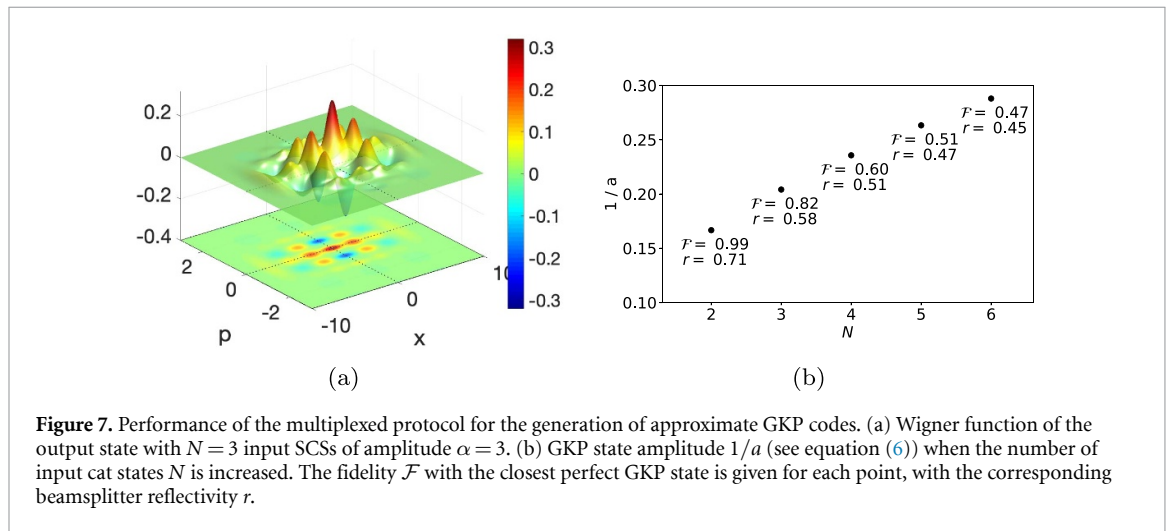 0.2
0
-0.2
-0.4
2
0
-2
p
-10
0
10
x
0.3
0.2
0.1
0
-0.1
-0.2
-0.3
(a)
0.30
0.25
0.20
0.15
0.10
1 / a
2 3 4 5 6
N
ℱ = 0.99
r = 0.71
ℱ = 0.82
r = 0.58
ℱ = 0.60
r = 0.51
ℱ = 0.51
r = 0.47
ℱ = 0.47
r = 0.45
(b)
Figure 7. Performance of the multiplexed protocol for the generation of approximate GKP codes. (a) Wigner function of the
output state with N = 3 input SCSs of amplitude α = 3. (b) GKP state amplitude 1/a (see equation (6)) when the number of
input cat states N is increased. The fidelity ℱ with the closest perfect GKP state is given for each point, with the corresponding
beamsplitter reflectivity r.